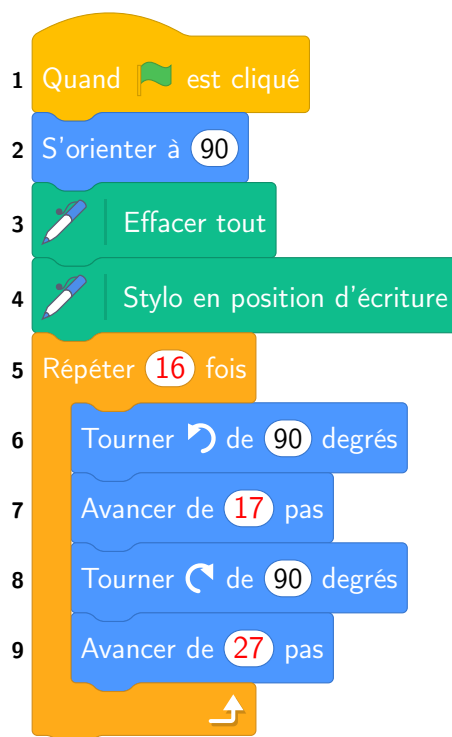 1 Quand est cliqué
2 S'orienter à 90
3 Effacer tout
4 Stylo en position d'écriture
5 Répéter 16 fois
6 Tourner de 90 degrés
7 Avancer de 17 pas
8 Tourner de 90 degrés
9 Avancer de 27 pas